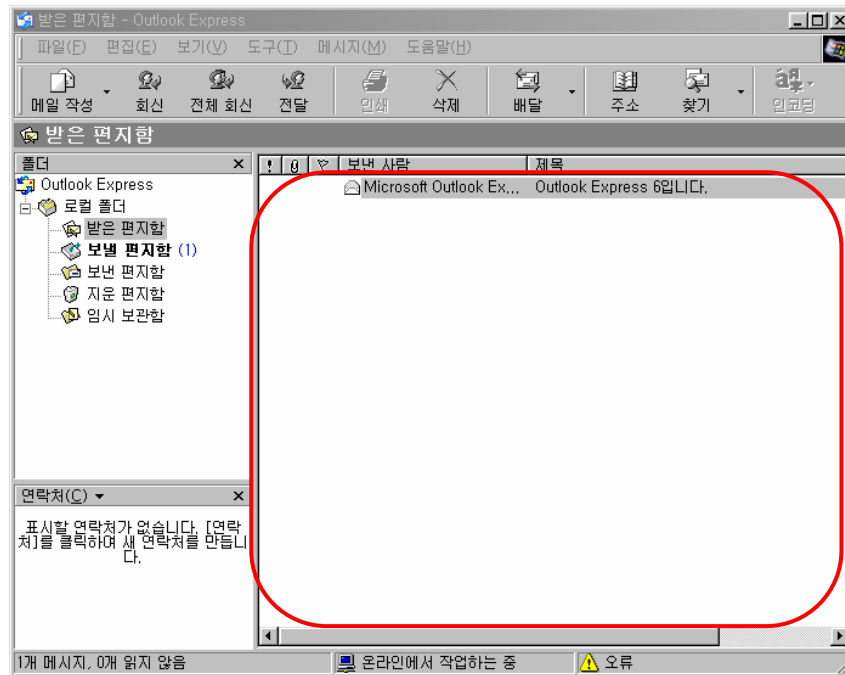 받은 편지함 - Outlook Express
파일(F) 편집(E) 보기(V) 도구(T) 메시지(M) 도움말(H)
메일 작성 회신 전체 회신 전달 인쇄 삭제 배달 주소 찾기 인코딩
받은 편지함
폴더
Outlook Express
로컬 폴더
받은 편지함
보낼 편지함 (1)
보낸 편지함
지운 편지함
임시 보관함
보낸 사람 제목
Microsoft Outlook Ex... Outlook Express 6입니다.
연락처(C)
표시할 연락처가 없습니다. [연락
처]를 클릭하여 새 연락처를 만듭니
다.
1개 메시지, 0개 읽지 않음 온라인에서 작업하는 중 오류